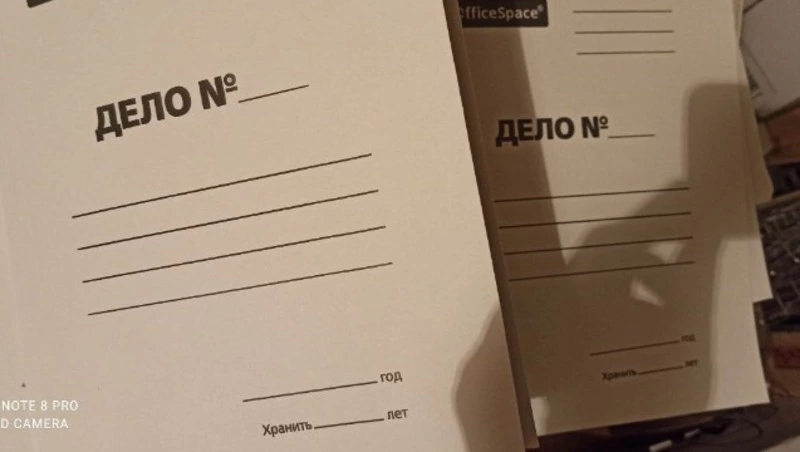 ДЕЛО №
год
Хранить лет
OfficeSpace®
ДЕЛО №
год
Хранить лет
NOTE 8 PRO
D CAMERA